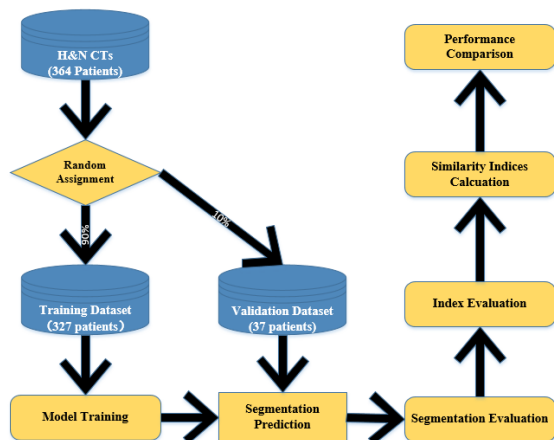 H&N CTs
(364 Patients)
Random
Assignment
90%
10%
Training Dataset
(327 patients）
Validation Dataset
(37 patients)
Model Training
Segmentation
Prediction
Segmentation Evaluation
Index Evaluation
Similarity Indices
Calcuation
Performance
Comparison